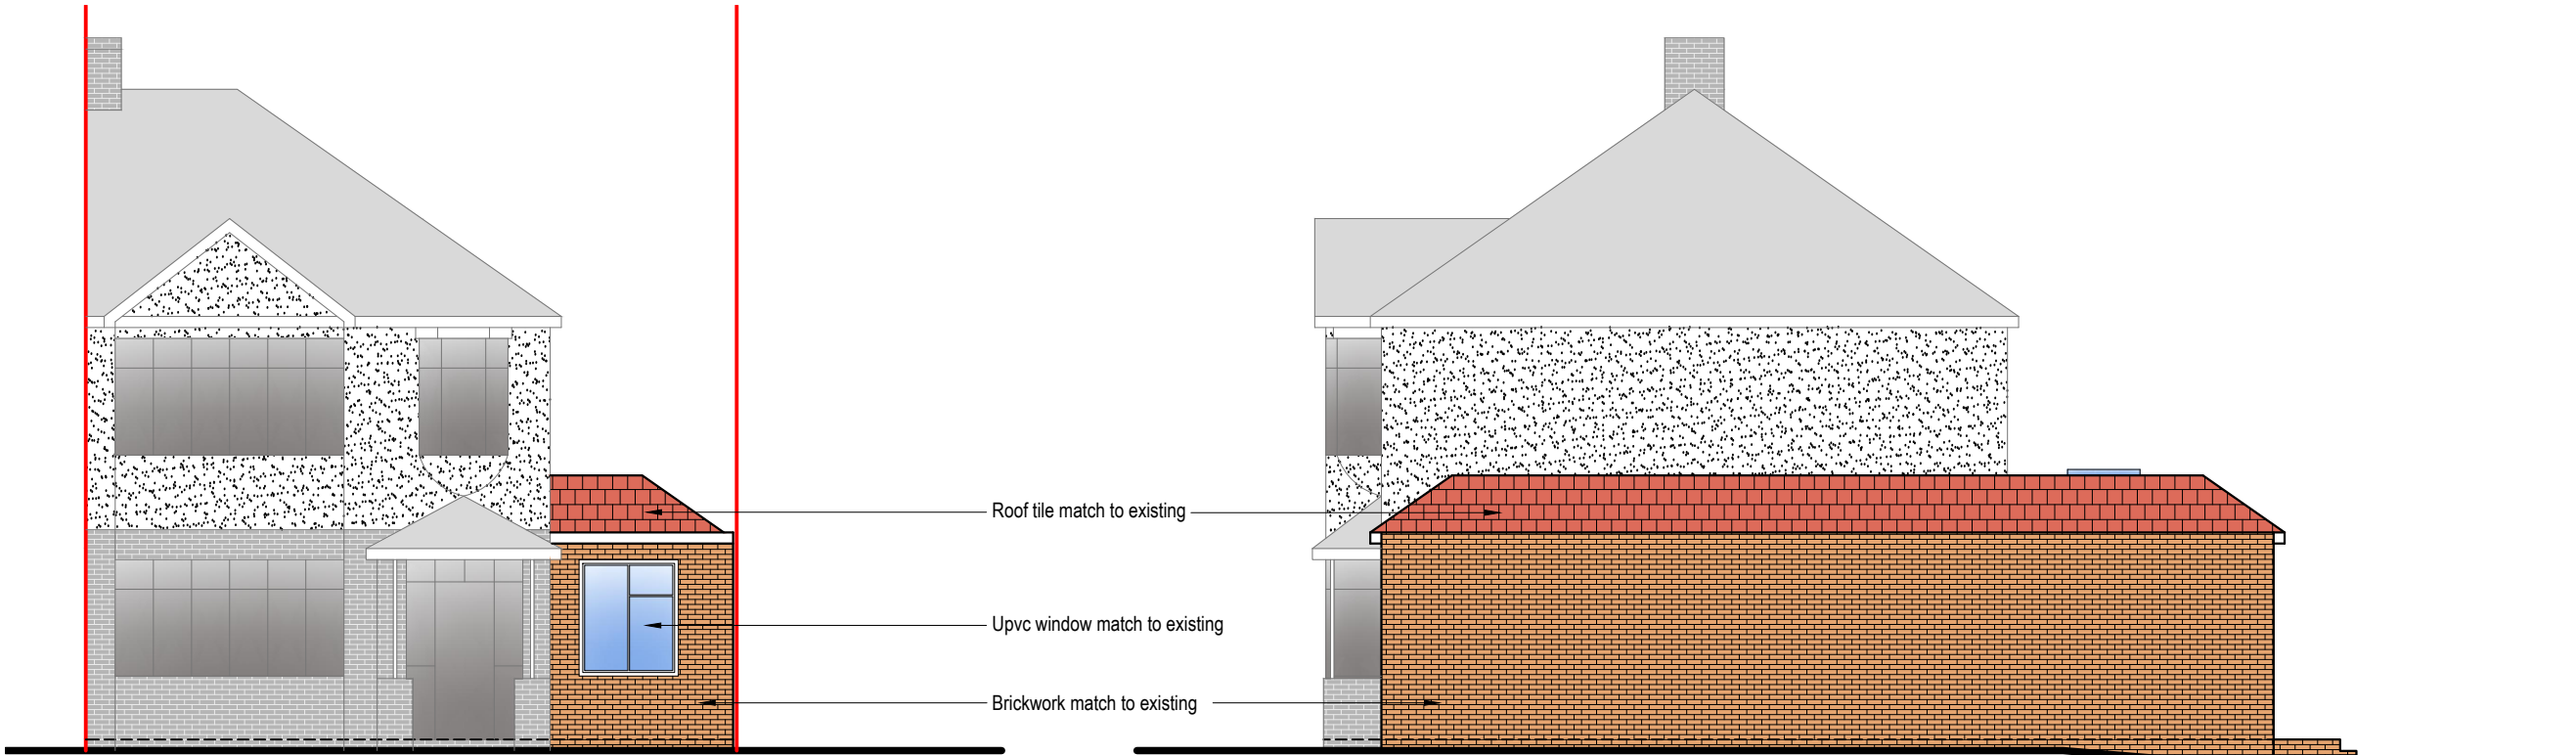 Roof tile match to existing
Upvc window match to existing
Brickwork match to existing